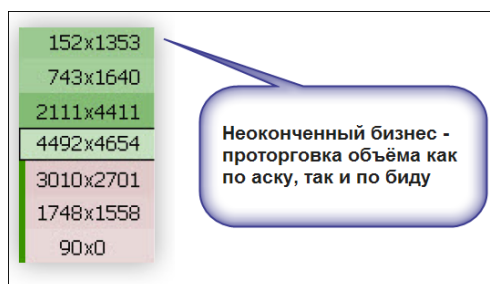 152x1353
743x1640
2111x4411
4492x4654
3010x2701
1748x1558
90x0
Неоконченный бизнес -
проторговка объёма как
по аску, так и по биду